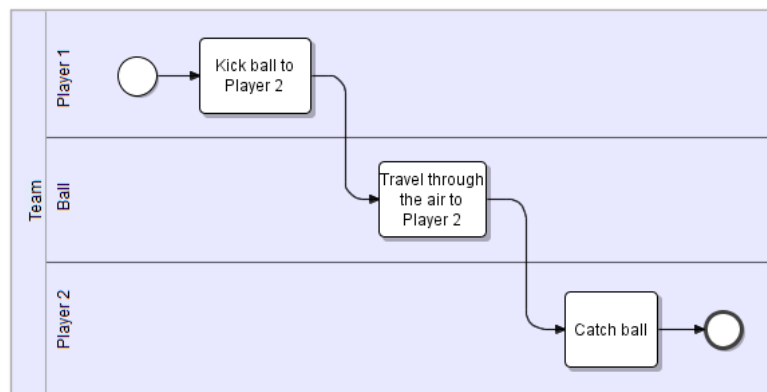 Team
Player 1
Kick ball to
Player 2
Ball
Travel through
the air to
Player 2
Player 2
Catch ball